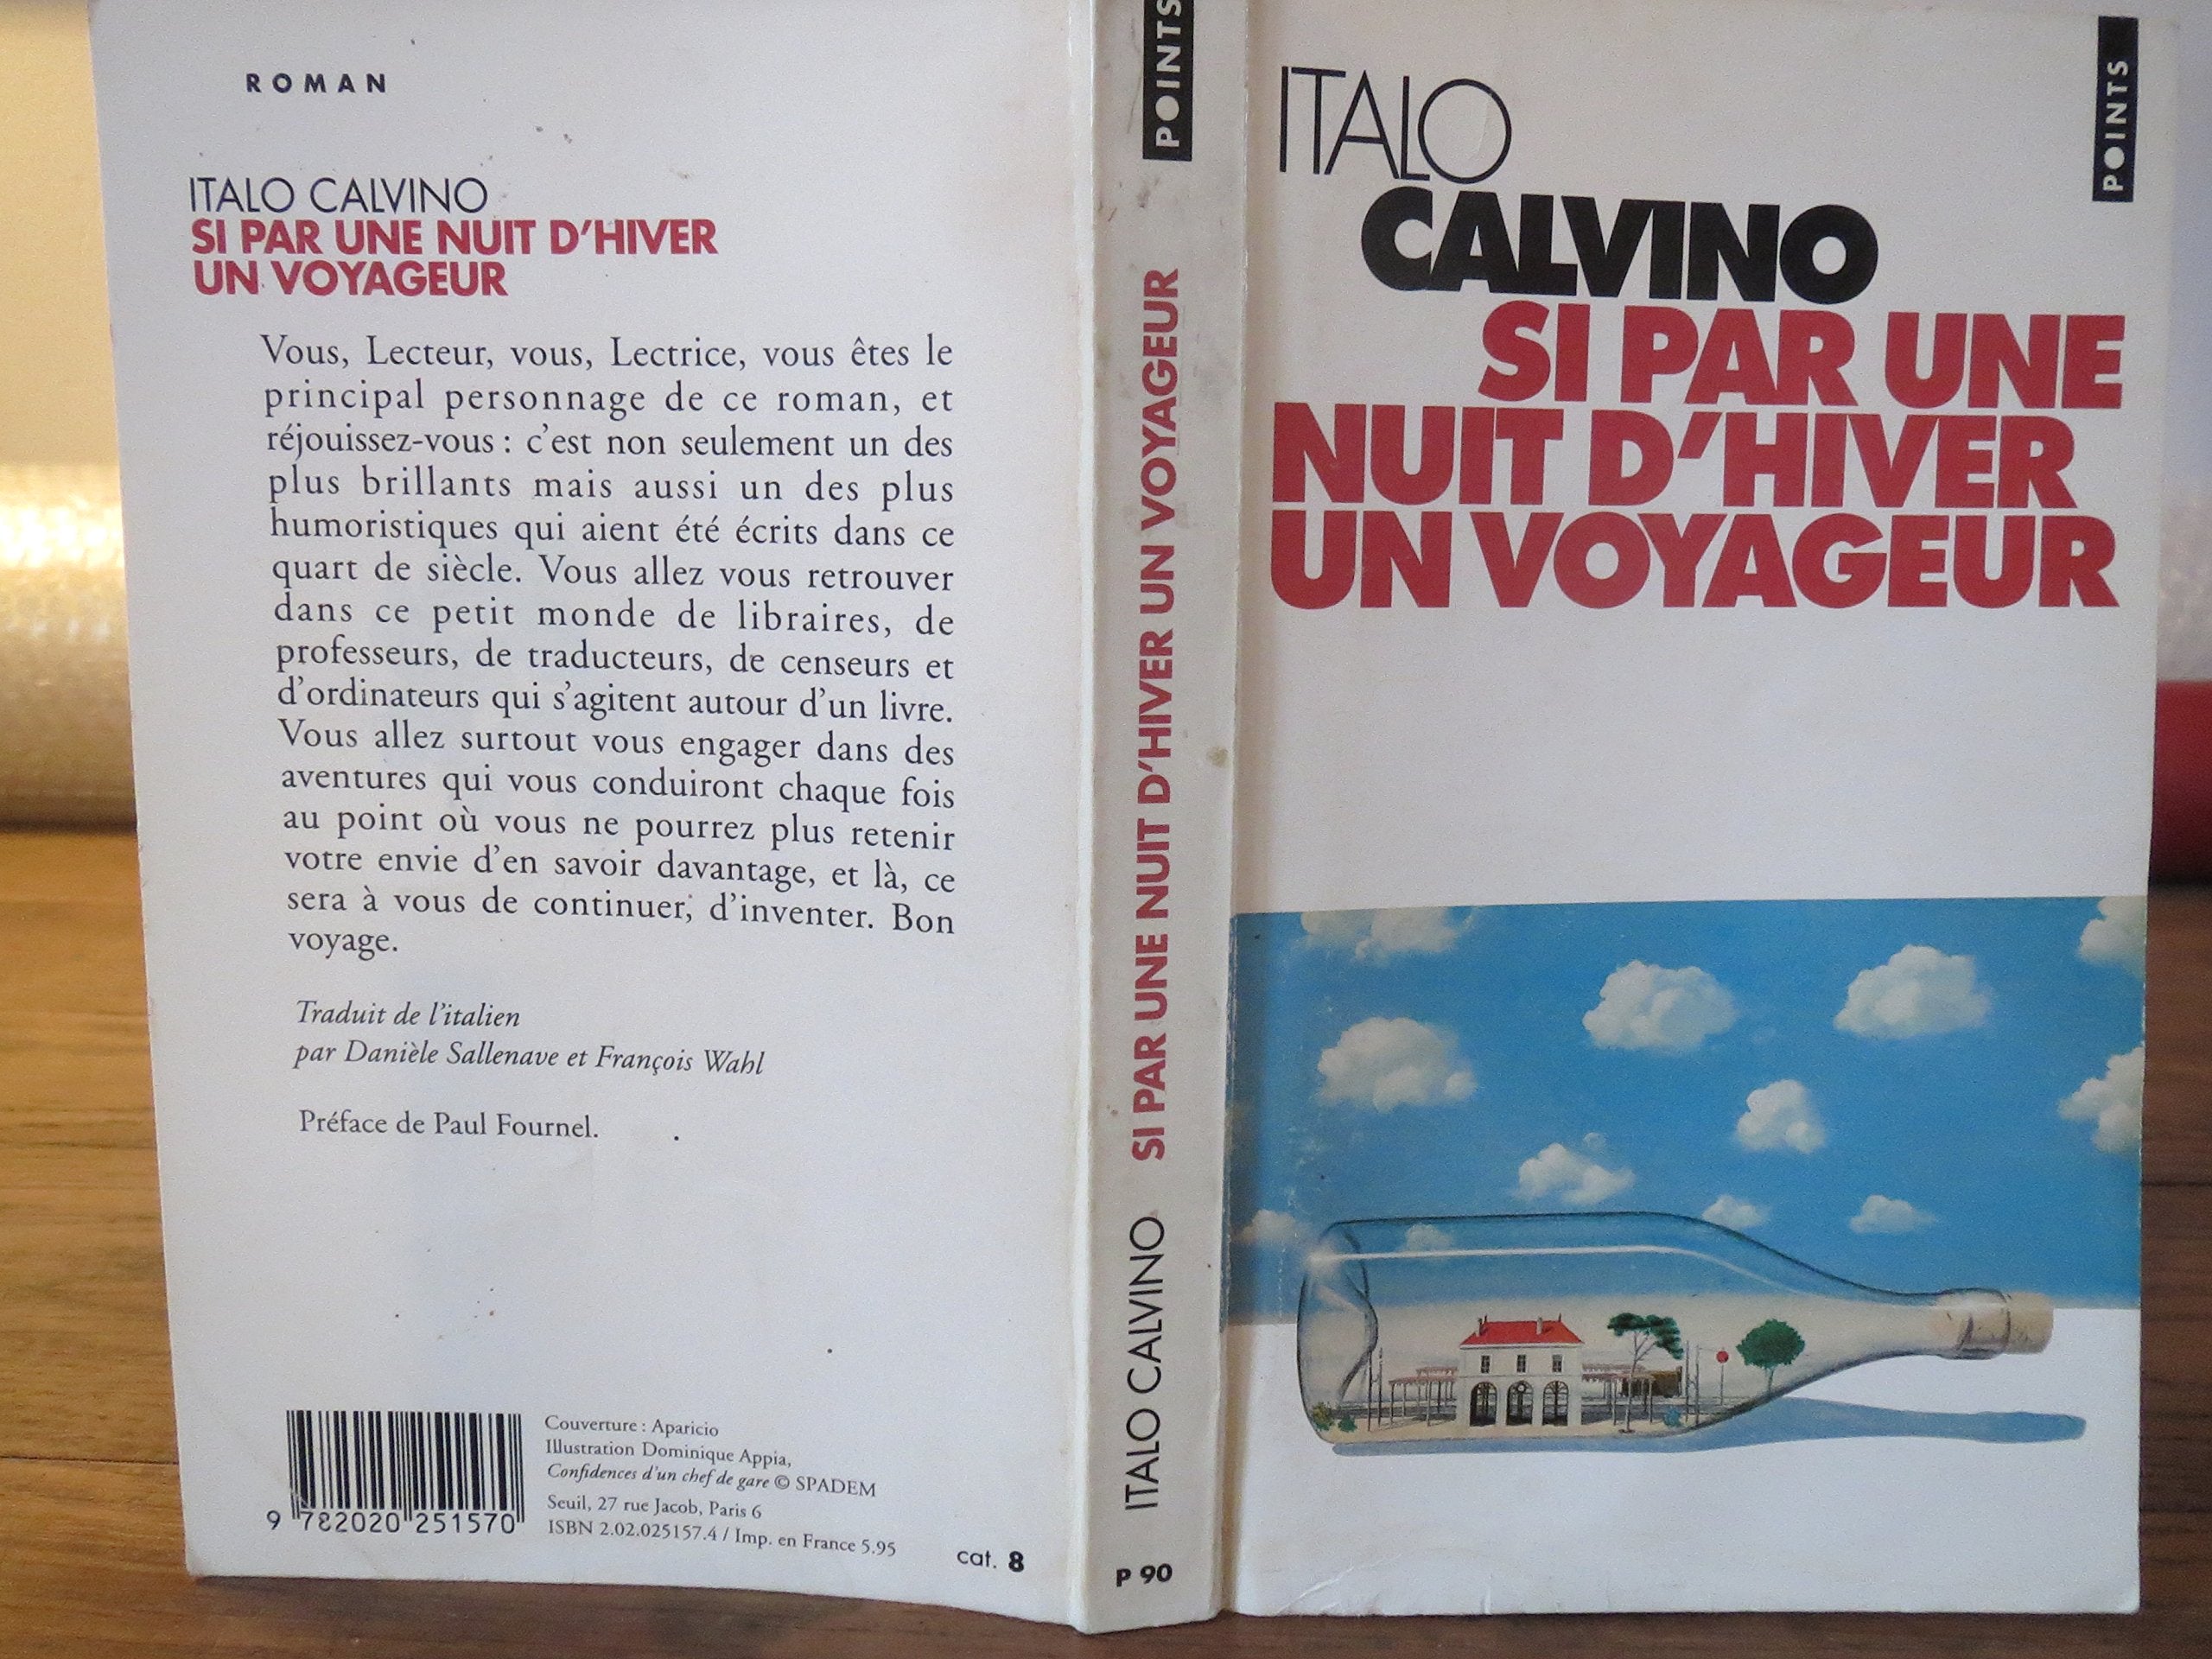 ROMAN
ITALO CALVINO
SI PAR UNE NUIT D'HIVER
UN VOYAGEUR
Vous, Lecteur, vous, Lectrice, vous êtes le
principal personnage de ce roman, et
réjouissez-vous : c'est non seulement un des
plus brillants mais aussi un des plus
humoristiques qui aient été écrits dans ce
quart de siècle. Vous allez vous retrouver
dans ce petit monde de libraires, de
professeurs, de traducteurs, de censeurs et
d'ordinateurs qui s'agitent autour d'un livre.
Vous allez surtout vous engager dans des
aventures qui vous conduiront chaque fois
au point où vous ne pourrez plus retenir
votre envie d'en savoir davantage, et là, ce
sera à vous de continuer, d'inventer. Bon
voyage.
Traduit de l'italien
par Danièle Sallenave et François Wahl
Préface de Paul Fournel.
9 782020 251570
Couverture : Aparicio
Illustration Dominique Appia,
Confidences d'un chef de gare © SPADEM
Seuil, 27 rue Jacob, Paris 6
ISBN 2.02.025157.4 / Imp. en France 5.95
cat. 8
POINTS
ITALO CALVINO SI PAR UNE NUIT D'HIVER UN VOYAGEUR
P 90
POINTS
ITALO
CALVINO
SI PAR UNE
NUIT D'HIVER
UN VOYAGEUR